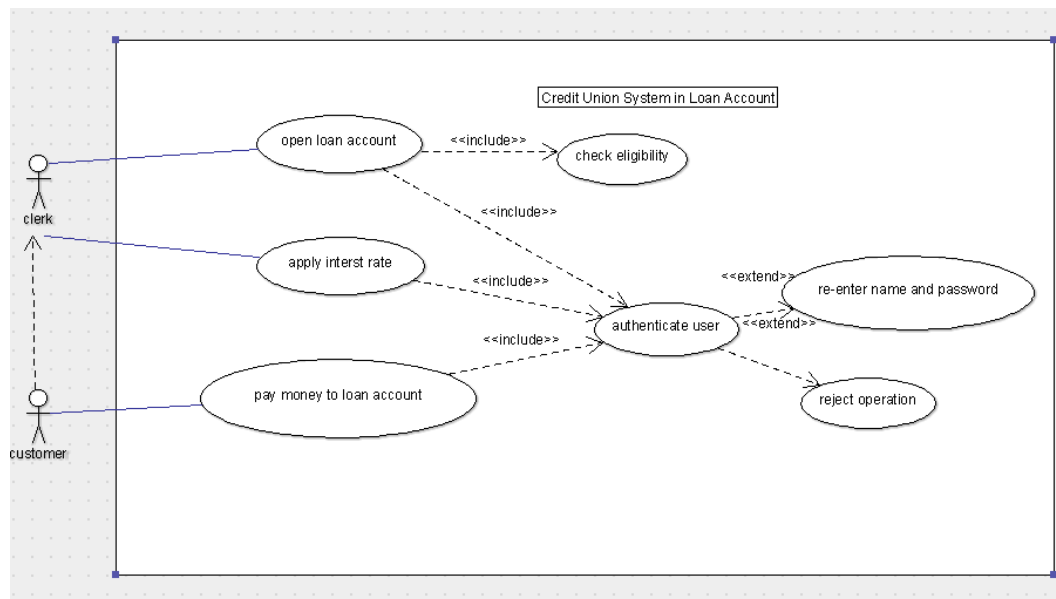 Credit Union System in Loan Account
open loan account
<<include>>
check eligibility
<<include>>
clerk
apply interst rate
<<include>>
<<extend>>
re-enter name and password
authenticate user
<<extend>>
<<include>>
pay money to loan account
reject operation
customer